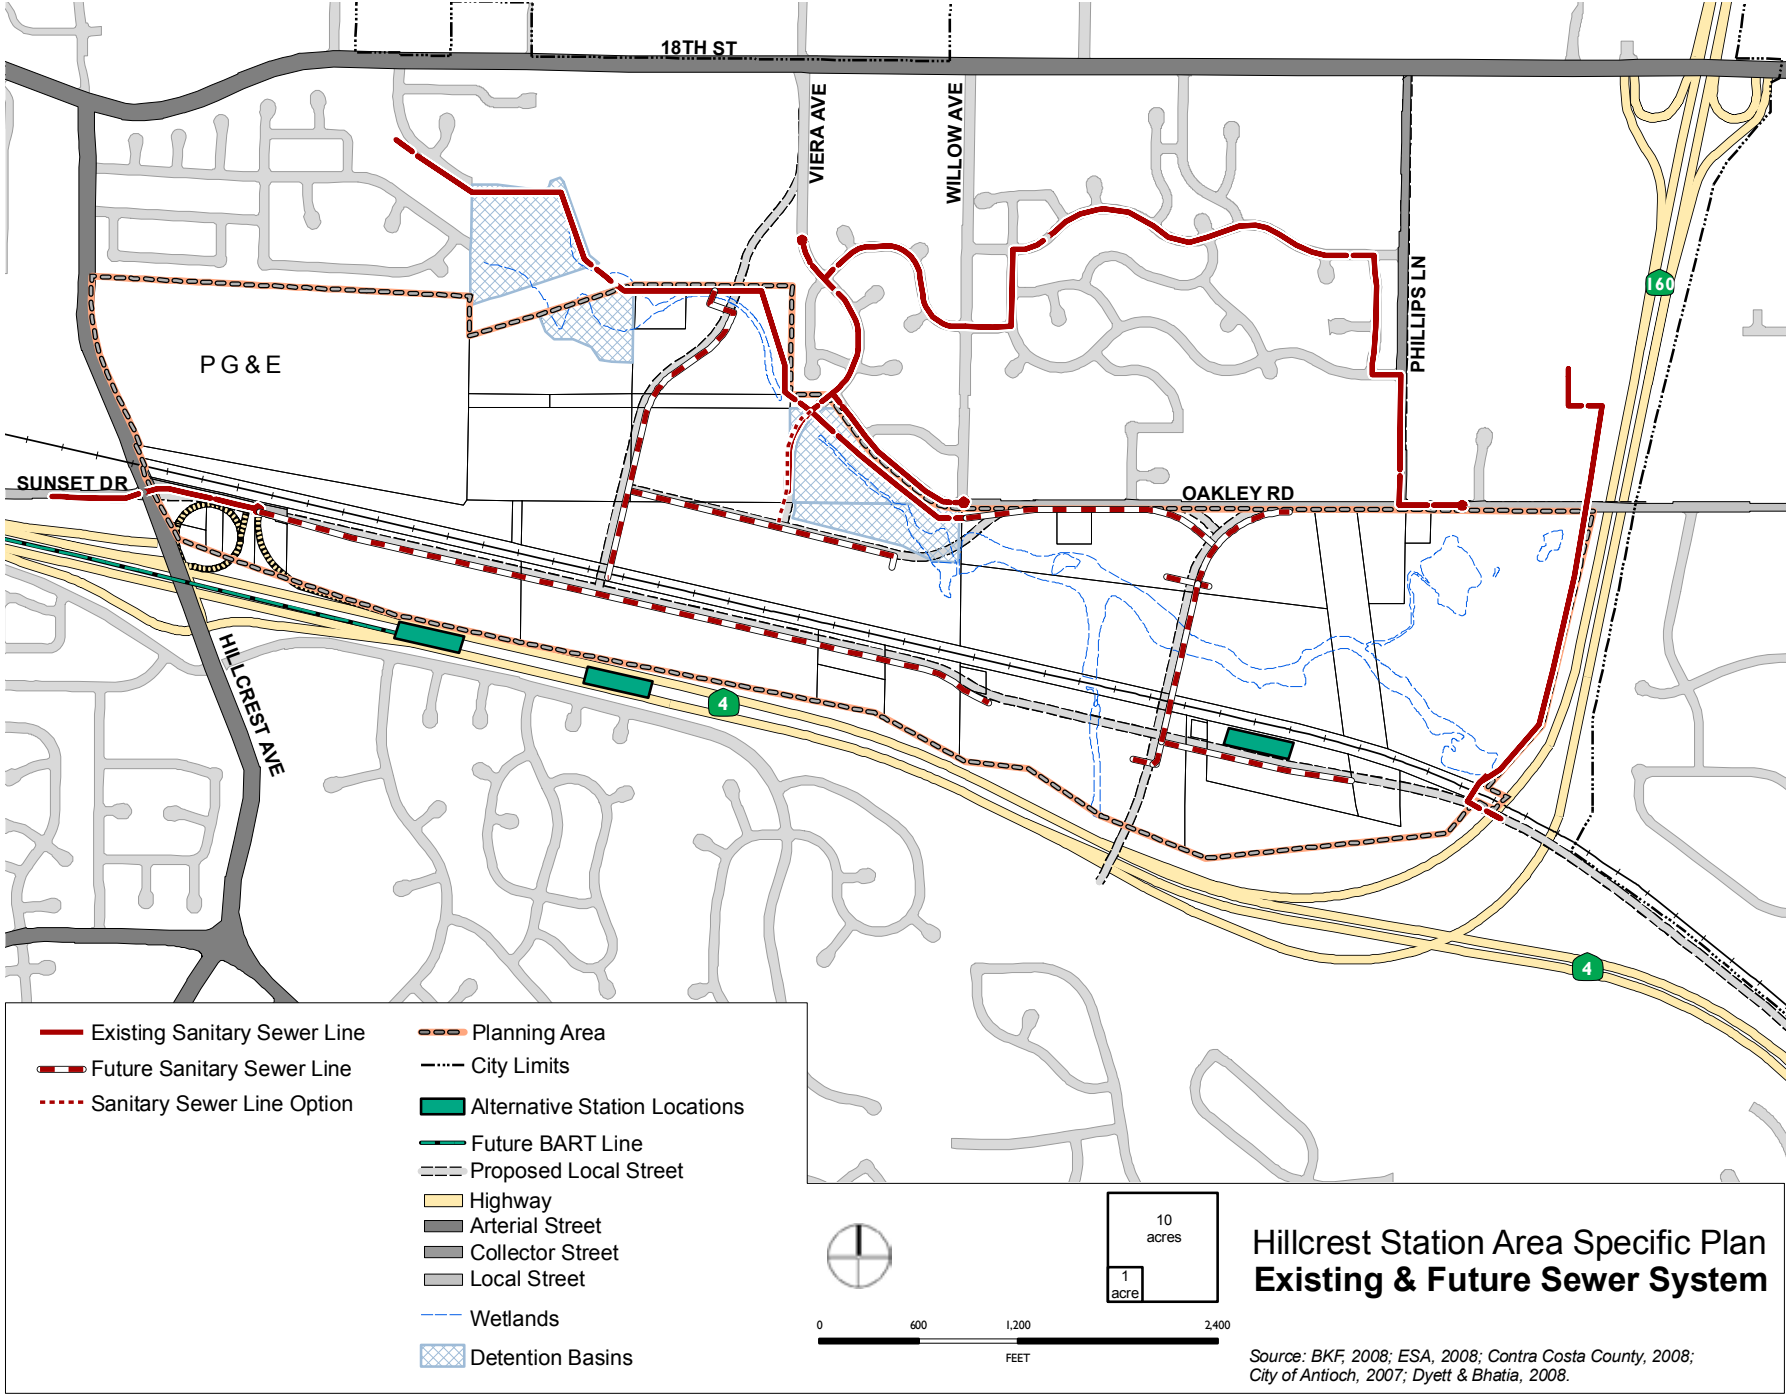 18TH ST
VIERA AVE
WILLOW AVE
PHILLIPS LN
160
PG&E
SUNSET DR
OAKLEY RD
HILLCREST AVE
4
4
Existing Sanitary Sewer Line
Future Sanitary Sewer Line
Sanitary Sewer Line Option
Planning Area
City Limits
Alternative Station Locations
Future BART Line
Proposed Local Street
Highway
Arterial Street
Collector Street
Local Street
Wetlands
Detention Basins
10
acres
1
acre
0 600 1,200 2,400
FEET
Hillcrest Station Area Specific Plan
Existing & Future Sewer System
Source: BKF, 2008; ESA, 2008; Contra Costa County, 2008;
City of Antioch, 2007; Dyett & Bhatia, 2008.